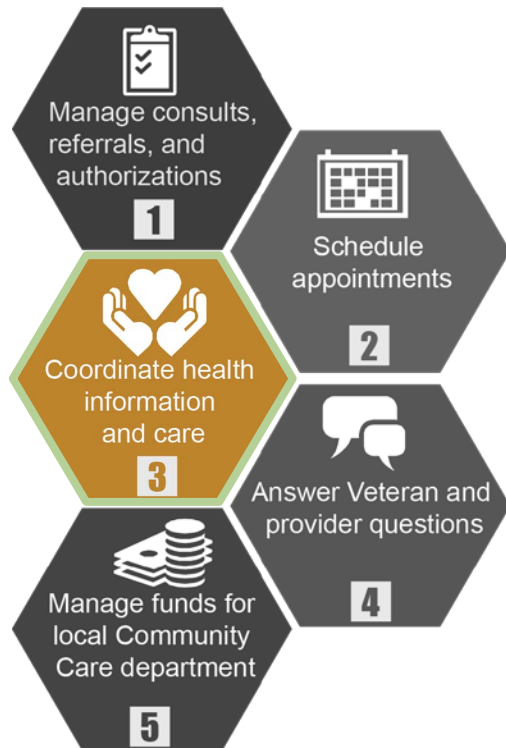 Manage consults,
referrals, and
authorizations
1
Schedule
appointments
2
Coordinate health
information
and care
3
Answer Veteran and
provider questions
4
Manage funds for
local Community
Care department
5